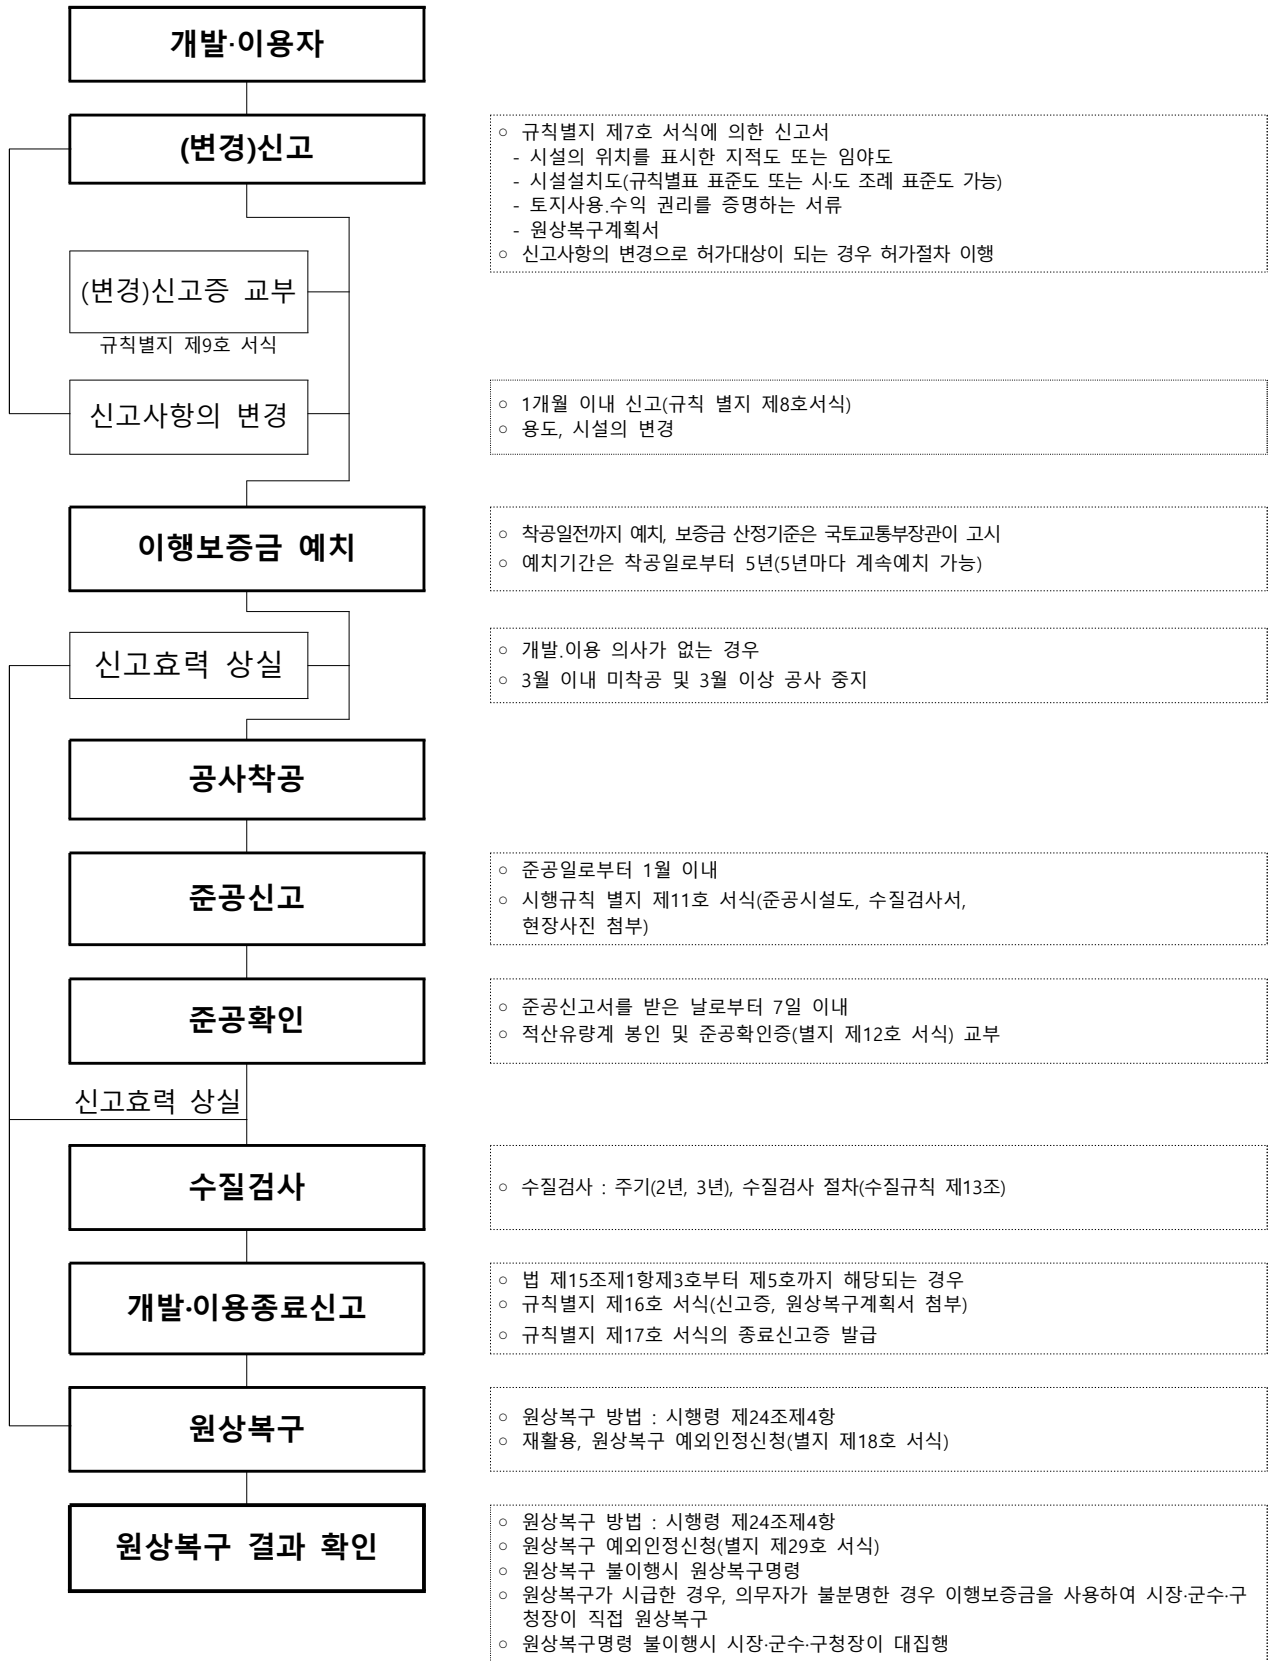 개발·이용자
(변경)신고
○ 규칙별지 제7호 서식에 의한 신고서
- 시설의 위치를 표시한 지적도 또는 임야도
- 시설설치도(규칙별표 표준도 또는 시·도 조례 표준도 가능)
- 토지사용.수익 권리를 증명하는 서류
- 원상복구계획서
○ 신고사항의 변경으로 허가대상이 되는 경우 허가절차 이행
(변경)신고증 교부
규칙별지 제9호 서식
신고사항의 변경
○ 1개월 이내 신고(규칙 별지 제8호서식)
○ 용도, 시설의 변경
이행보증금 예치
○ 착공일전까지 예치, 보증금 산정기준은 국토교통부장관이 고시
○ 예치기간은 착공일로부터 5년(5년마다 계속예치 가능)
신고효력 상실
○ 개발.이용 의사가 없는 경우
○ 3월 이내 미착공 및 3월 이상 공사 중지
공사착공
준공신고
○ 준공일로부터 1월 이내
○ 시행규칙 별지 제11호 서식(준공시설도, 수질검사서,
현장사진 첨부)
준공확인
○ 준공신고서를 받은 날로부터 7일 이내
○ 적산유량계 봉인 및 준공확인증(별지 제12호 서식) 교부
신고효력 상실
수질검사
○ 수질검사 : 주기(2년, 3년), 수질검사 절차(수질규칙 제13조)
개발·이용종료신고
○ 법 제15조제1항제3호부터 제5호까지 해당되는 경우
○ 규칙별지 제16호 서식(신고증, 원상복구계획서 첨부)
○ 규칙별지 제17호 서식의 종료신고증 발급
원상복구
○ 원상복구 방법 : 시행령 제24조제4항
○ 재활용, 원상복구 예외인정신청(별지 제18호 서식)
원상복구 결과 확인
○ 원상복구 방법 : 시행령 제24조제4항
○ 원상복구 예외인정신청(별지 제29호 서식)
○ 원상복구 불이행시 원상복구명령
○ 원상복구가 시급한 경우, 의무자가 불분명한 경우 이행보증금을 사용하여 시장·군수·구
청장이 직접 원상복구
○ 원상복구명령 불이행시 시장·군수·구청장이 대집행